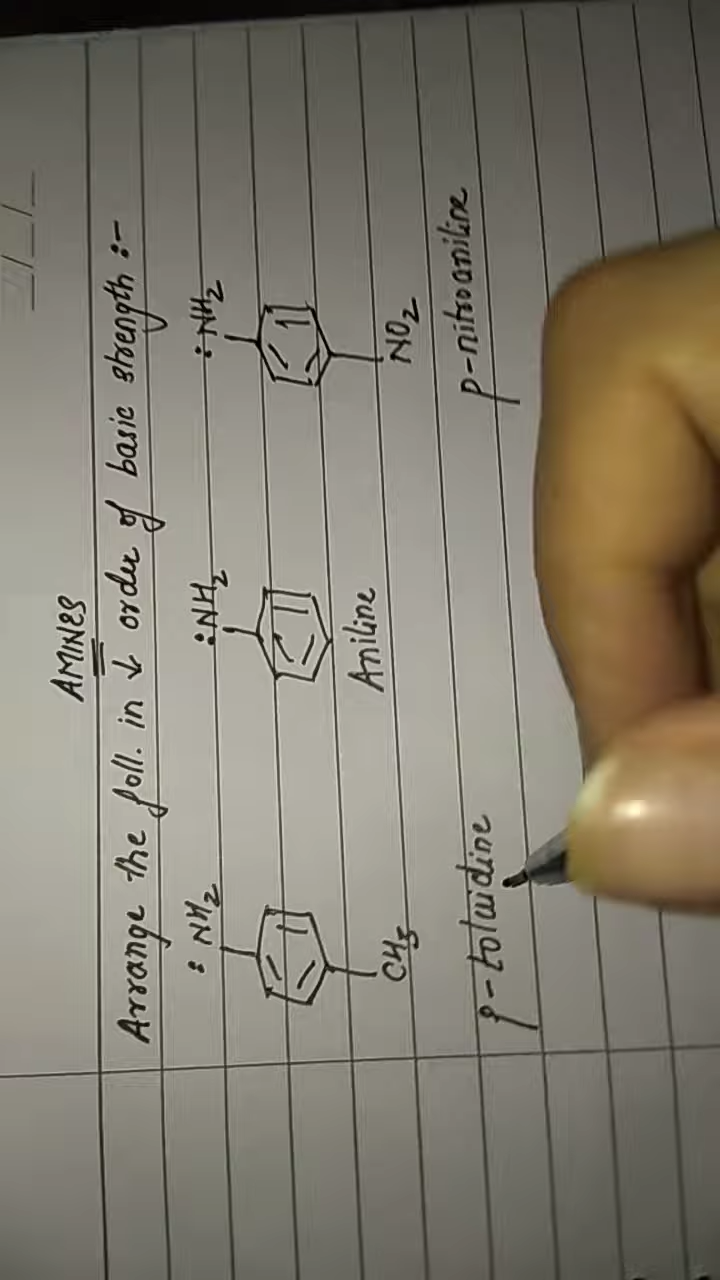 AMINES
Arrange the foll. in ↓ order of basic strength :-
:NH2 :NH2 :NH2
CH3 Aniline NO2
p-toluidine p-nitroaniline